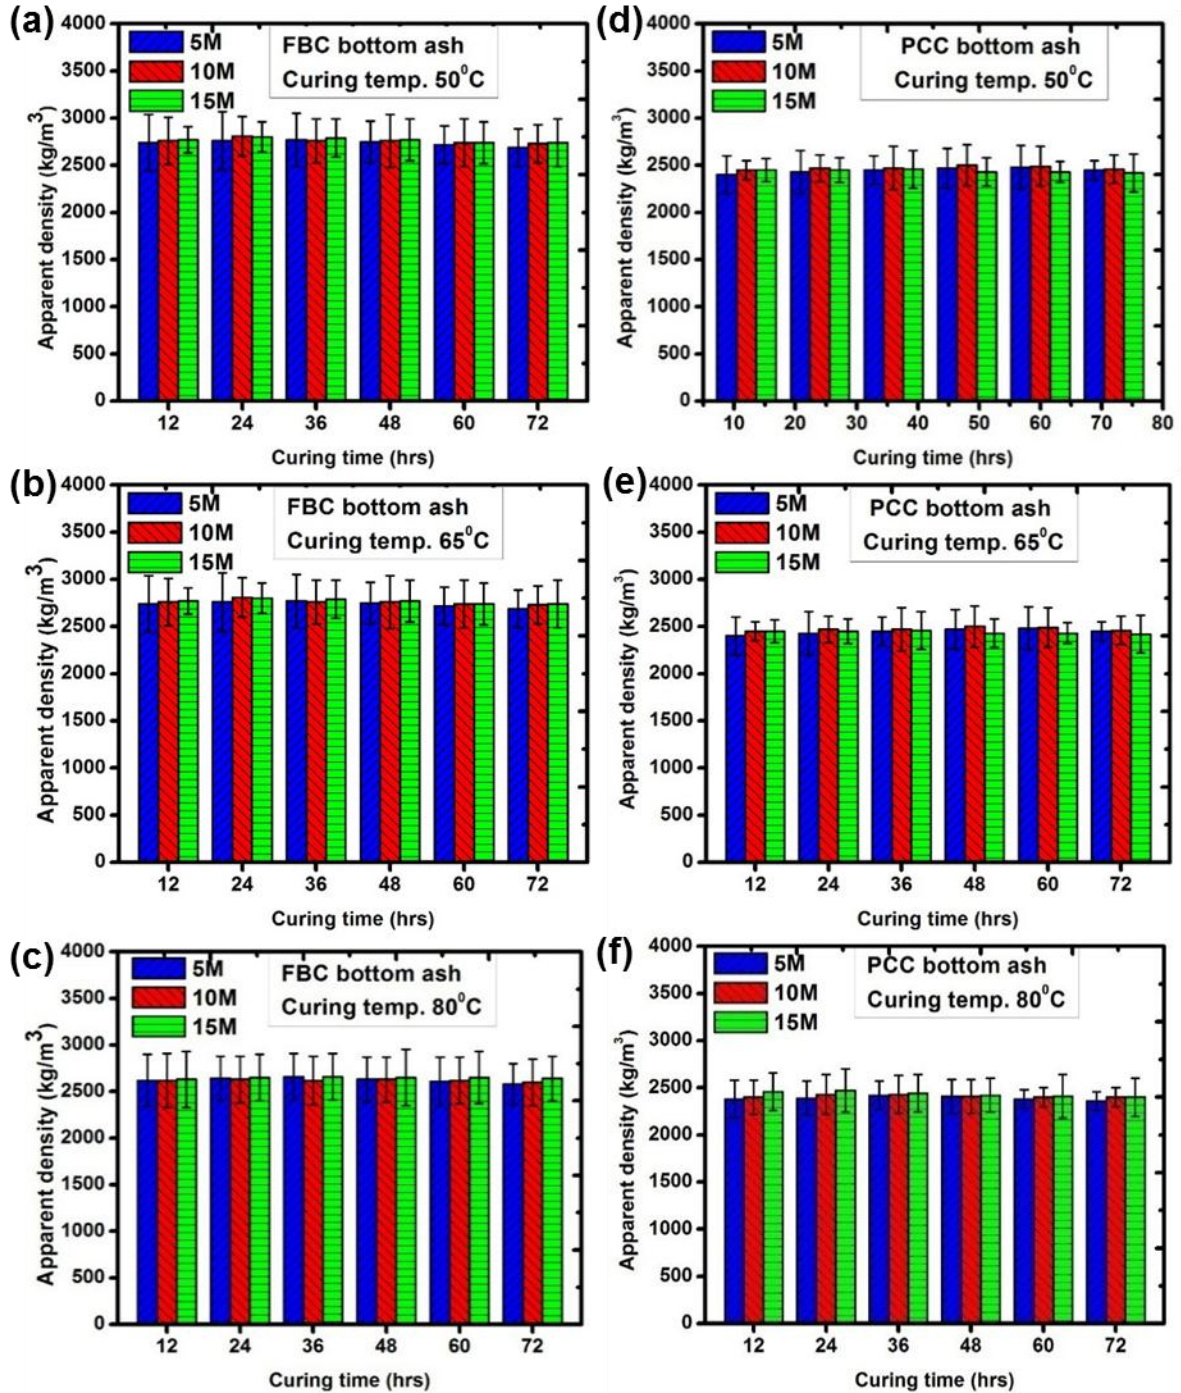 (a)
4000
3500
3000
2500
2000
1500
1000
500
0
Apparent density (kg/m³)
5M
10M
15M
FBC bottom ash
Curing temp. 50⁰C
12 24 36 48 60 72
Curing time (hrs)
(d)
4000
3500
3000
2500
2000
1500
1000
500
0
Apparent density (kg/m³)
5M
10M
15M
PCC bottom ash
Curing temp. 50⁰C
10 20 30 40 50 60 70 80
Curing time (hrs)
(b)
4000
3500
3000
2500
2000
1500
1000
500
0
Apparent density (kg/m³)
5M
10M
15M
FBC bottom ash
Curing temp. 65⁰C
12 24 36 48 60 72
Curing time (hrs)
(e)
4000
3500
3000
2500
2000
1500
1000
500
0
Apparent density (kg/m³)
5M
10M
15M
PCC bottom ash
Curing temp. 65⁰C
12 24 36 48 60 72
Curing time (hrs)
(c)
4000
3500
3000
2500
2000
1500
1000
500
0
Apparent density (kg/m³)
5M
10M
15M
FBC bottom ash
Curing temp. 80⁰C
12 24 36 48 60 72
Curing time (hrs)
(f)
4000
3500
3000
2500
2000
1500
1000
500
0
Apparent density (kg/m³)
5M
10M
15M
PCC bottom ash
Curing temp. 80⁰C
12 24 36 48 60 72
Curing time (hrs)